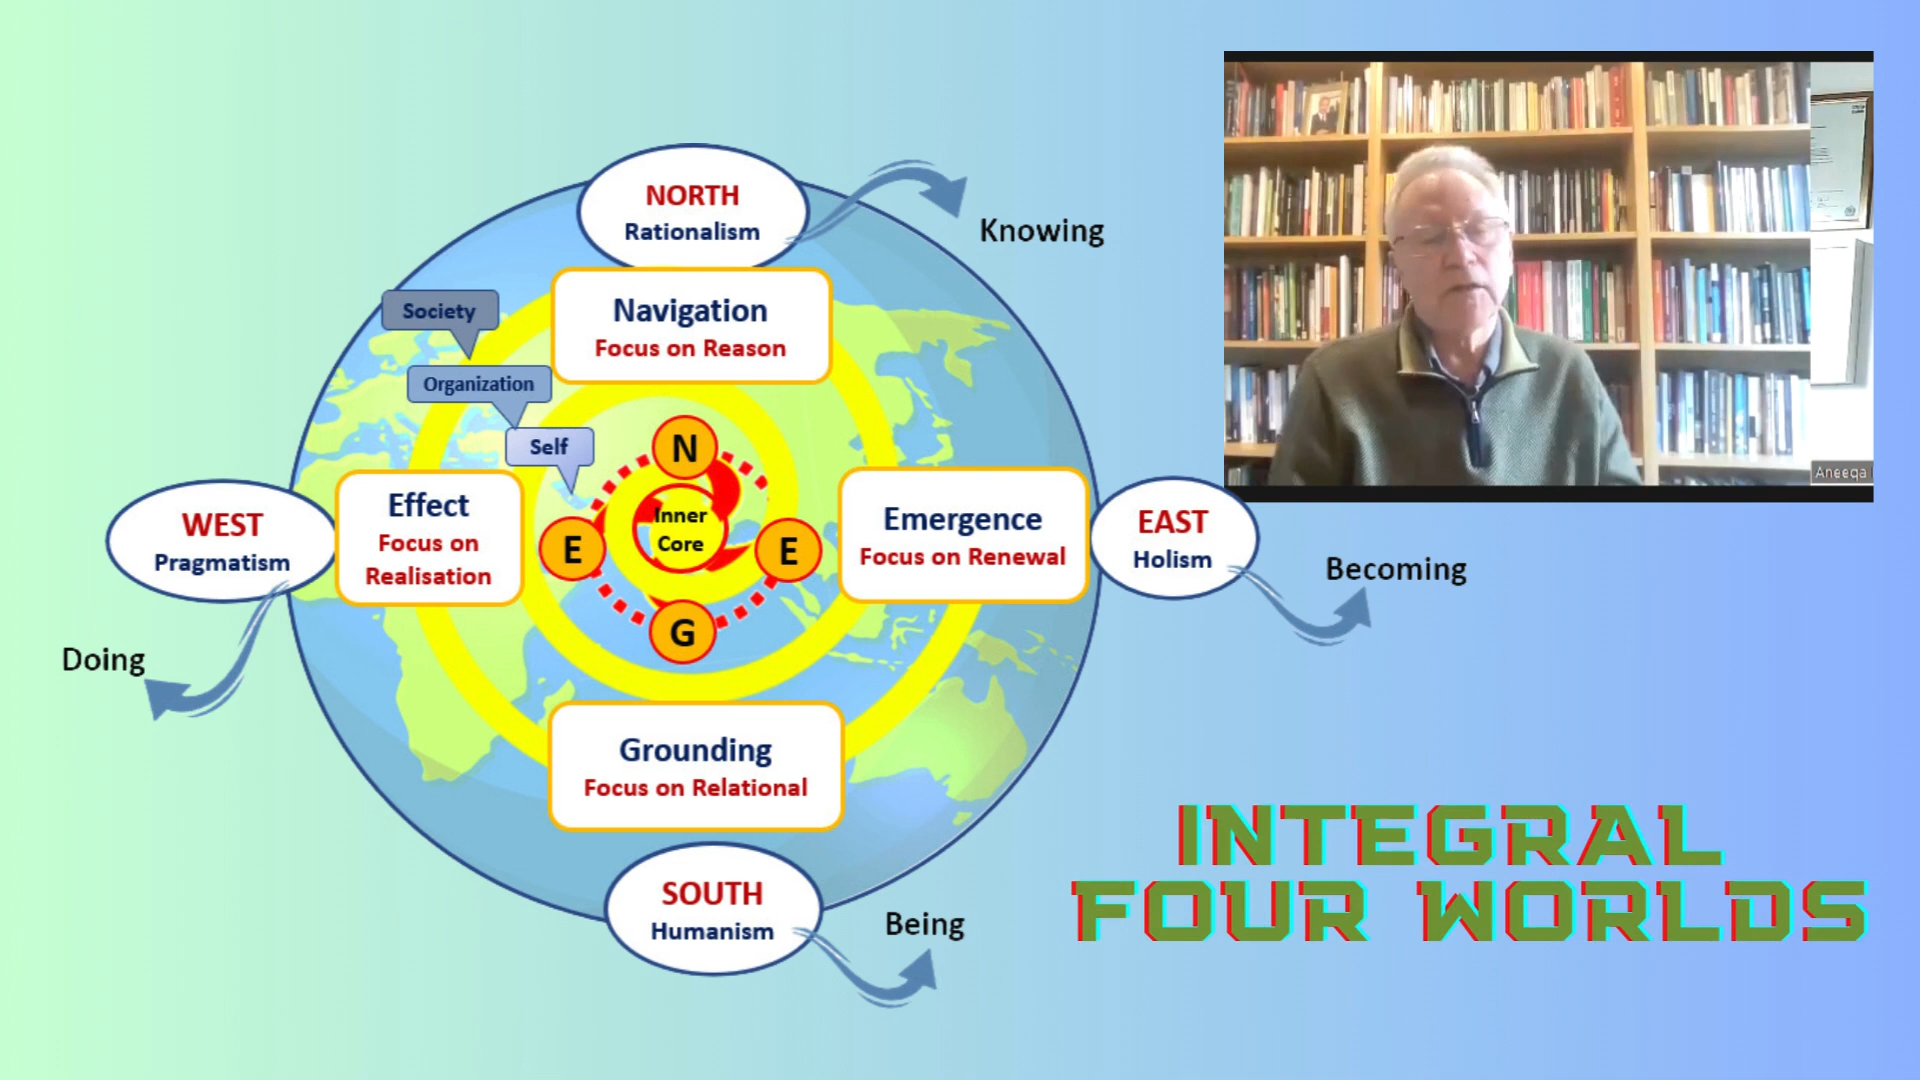 NORTH
Rationalism
Knowing
Navigation
Focus on Reason
Society
Organization
Self
N
Inner
Core
E
E
G
WEST
Pragmatism
Effect
Focus on
Realisation
Emergence
Focus on Renewal
EAST
Holism
Becoming
Doing
Grounding
Focus on Relational
SOUTH
Humanism
Being
Aneeqa
INTEGRAL
FOUR WORLDS